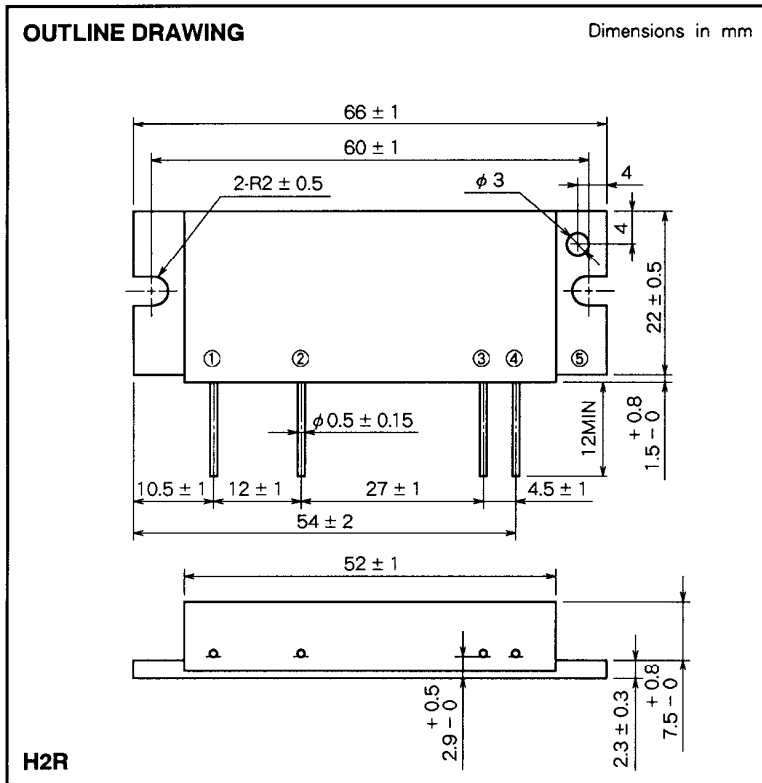 OUTLINE DRAWING
Dimensions in mm
66 ± 1
60 ± 1
2-R2 ± 0.5
φ 3
4
4
22 ± 0.5
① ② ③ ④ ⑤
φ 0.5 ± 0.15
12MIN
+ 0.8
1.5 − 0
10.5 ± 1
12 ± 1
27 ± 1
4.5 ± 1
54 ± 2
52 ± 1
+ 0.5
2.9 − 0
2.3 ± 0.3
+ 0.8
7.5 − 0
H2R